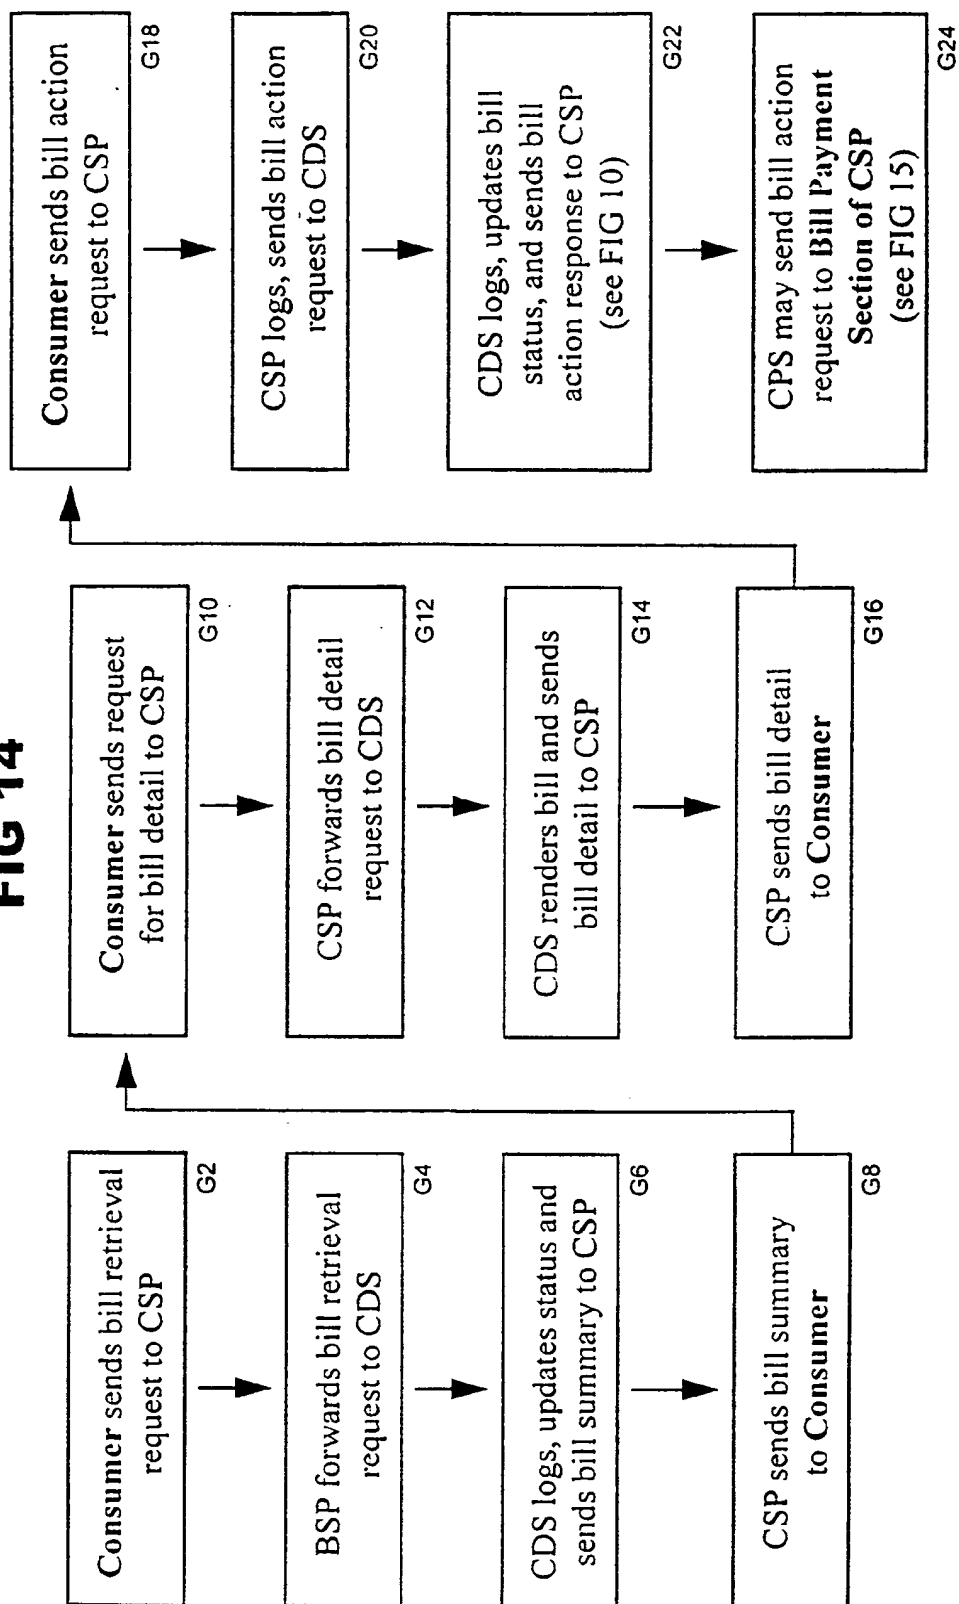 FIG 14
Consumer sends bill retrieval
request to CSP
G2
BSP forwards bill retrieval
request to CDS
G4
CDS logs, updates status and
sends bill summary to CSP
G6
CSP sends bill summary
to Consumer
G8
Consumer sends request
for bill detail to CSP
G10
CSP forwards bill detail
request to CDS
G12
CDS renders bill and sends
bill detail to CSP
G14
CSP sends bill detail
to Consumer
G16
Consumer sends bill action
request to CSP
G18
CSP logs, sends bill action
request to CDS
G20
CDS logs, updates bill
status, and sends bill
action response to CSP
(see FIG 10)
G22
CPS may send bill action
request to Bill Payment
Section of CSP
(see FIG 15)
G24